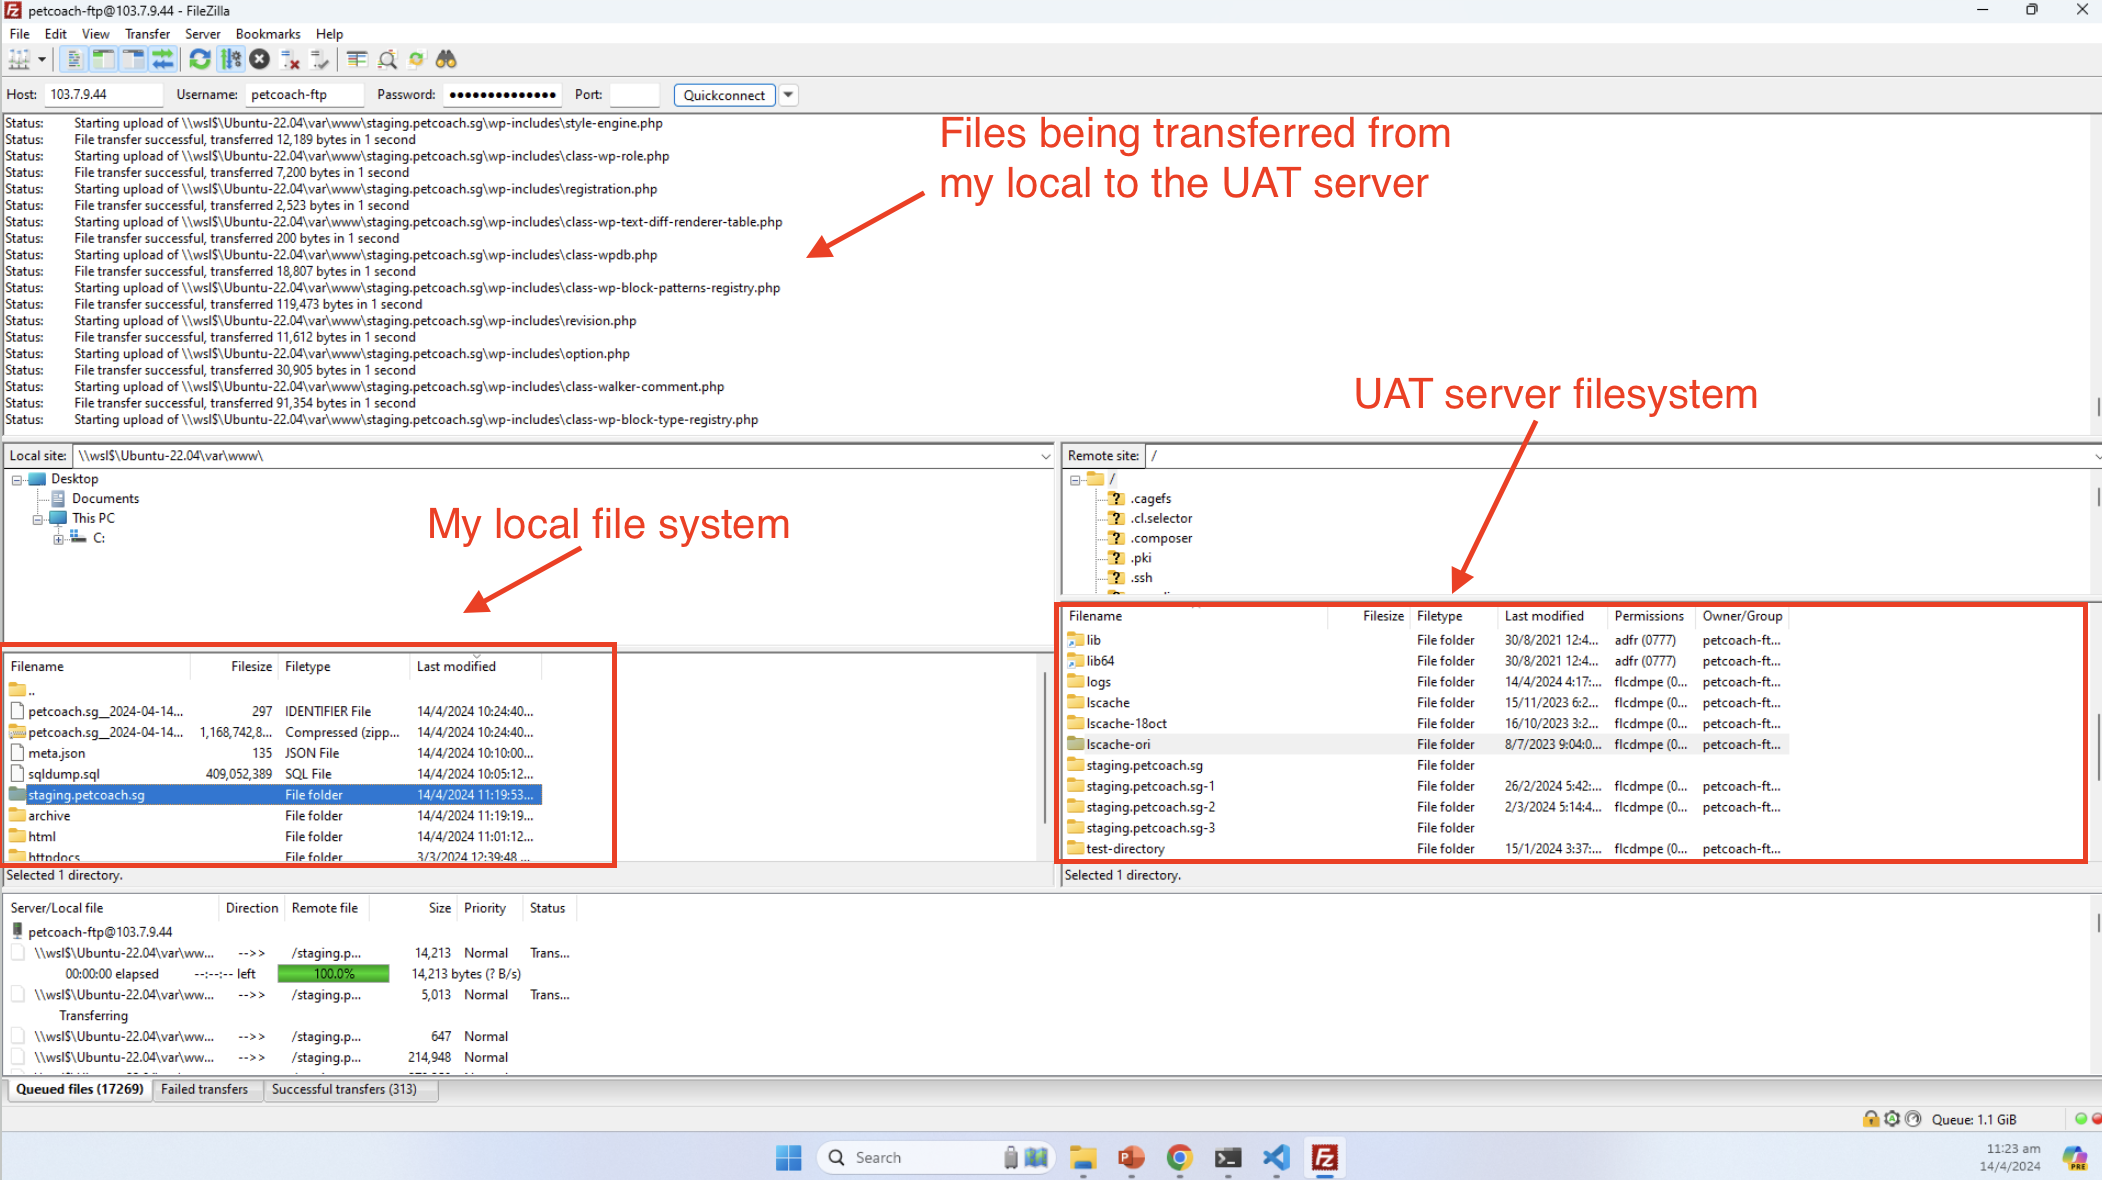 petcoach-ftp@103.7.9.44 - FileZilla
File Edit View Transfer Server Bookmarks Help
Host: 103.7.9.44 Username: petcoach-ftp Password: ●●●●●●●●●●●●●● Port: Quickconnect
Status: Starting upload of \\wsl$\Ubuntu-22.04\var\www\staging.petcoach.sg\wp-includes\style-engine.php
Status: File transfer successful, transferred 12,189 bytes in 1 second
Status: Starting upload of \\wsl$\Ubuntu-22.04\var\www\staging.petcoach.sg\wp-includes\class-wp-role.php
Status: File transfer successful, transferred 7,200 bytes in 1 second
Status: Starting upload of \\wsl$\Ubuntu-22.04\var\www\staging.petcoach.sg\wp-includes\registration.php
Status: File transfer successful, transferred 2,523 bytes in 1 second
Status: Starting upload of \\wsl$\Ubuntu-22.04\var\www\staging.petcoach.sg\wp-includes\class-wp-text-diff-renderer-table.php
Status: File transfer successful, transferred 200 bytes in 1 second
Status: Starting upload of \\wsl$\Ubuntu-22.04\var\www\staging.petcoach.sg\wp-includes\class-wpdb.php
Status: File transfer successful, transferred 18,807 bytes in 1 second
Status: Starting upload of \\wsl$\Ubuntu-22.04\var\www\staging.petcoach.sg\wp-includes\class-wp-block-patterns-registry.php
Status: File transfer successful, transferred 119,473 bytes in 1 second
Status: Starting upload of \\wsl$\Ubuntu-22.04\var\www\staging.petcoach.sg\wp-includes\revision.php
Status: File transfer successful, transferred 11,612 bytes in 1 second
Status: Starting upload of \\wsl$\Ubuntu-22.04\var\www\staging.petcoach.sg\wp-includes\option.php
Status: File transfer successful, transferred 30,905 bytes in 1 second
Status: Starting upload of \\wsl$\Ubuntu-22.04\var\www\staging.petcoach.sg\wp-includes\class-walker-comment.php
Status: File transfer successful, transferred 91,354 bytes in 1 second
Status: Starting upload of \\wsl$\Ubuntu-22.04\var\www\staging.petcoach.sg\wp-includes\class-wp-block-type-registry.php
Files being transferred from
my local to the UAT server
UAT server filesystem
Local site: \\wsl$\Ubuntu-22.04\var\www\
Desktop
Documents
This PC
C:
My local file system
Filename Filesize Filetype Last modified
..
petcoach.sg__2024-04-14... 297 IDENTIFIER File 14/4/2024 10:24:40...
petcoach.sg__2024-04-14... 1,168,742,8... Compressed (zipp... 14/4/2024 10:24:40...
meta.json 135 JSON File 14/4/2024 10:10:00...
sqldump.sql 409,052,389 SQL File 14/4/2024 10:05:12...
staging.petcoach.sg File folder 14/4/2024 11:19:53...
archive File folder 14/4/2024 11:19:19...
html File folder 14/4/2024 11:01:12...
httpdocs File folder 3/3/2024 12:39:48 ...
Selected 1 directory.
Remote site: /
/
.cagefs
.cl.selector
.composer
.pki
.ssh
Filename Filesize Filetype Last modified Permissions Owner/Group
lib File folder 30/8/2021 12:4... adfr (0777) petcoach-ft...
lib64 File folder 30/8/2021 12:4... adfr (0777) petcoach-ft...
logs File folder 14/4/2024 4:17:... flcdmpe (0... petcoach-ft...
lscache File folder 15/11/2023 6:2... flcdmpe (0... petcoach-ft...
lscache-18oct File folder 16/10/2023 3:2... flcdmpe (0... petcoach-ft...
lscache-ori File folder 8/7/2023 9:04:0... flcdmpe (0... petcoach-ft...
staging.petcoach.sg File folder
staging.petcoach.sg-1 File folder 26/2/2024 5:42:... flcdmpe (0... petcoach-ft...
staging.petcoach.sg-2 File folder 2/3/2024 5:14:4... flcdmpe (0... petcoach-ft...
staging.petcoach.sg-3 File folder
test-directory File folder 15/1/2024 3:37:... flcdmpe (0... petcoach-ft...
Selected 1 directory.
Server/Local file Direction Remote file Size Priority Status
petcoach-ftp@103.7.9.44
\\wsl$\Ubuntu-22.04\var\ww... -->> /staging.p... 14,213 Normal Trans...
00:00:00 elapsed --:--:-- left 100.0% 14,213 bytes (? B/s)
\\wsl$\Ubuntu-22.04\var\ww... -->> /staging.p... 5,013 Normal Trans...
Transferring
\\wsl$\Ubuntu-22.04\var\ww... -->> /staging.p... 647 Normal
\\wsl$\Ubuntu-22.04\var\ww... -->> /staging.p... 214,948 Normal
Queued files (17269) Failed transfers Successful transfers (313)
Queue: 1.1 GiB
Search
11:23 am
14/4/2024
PRE